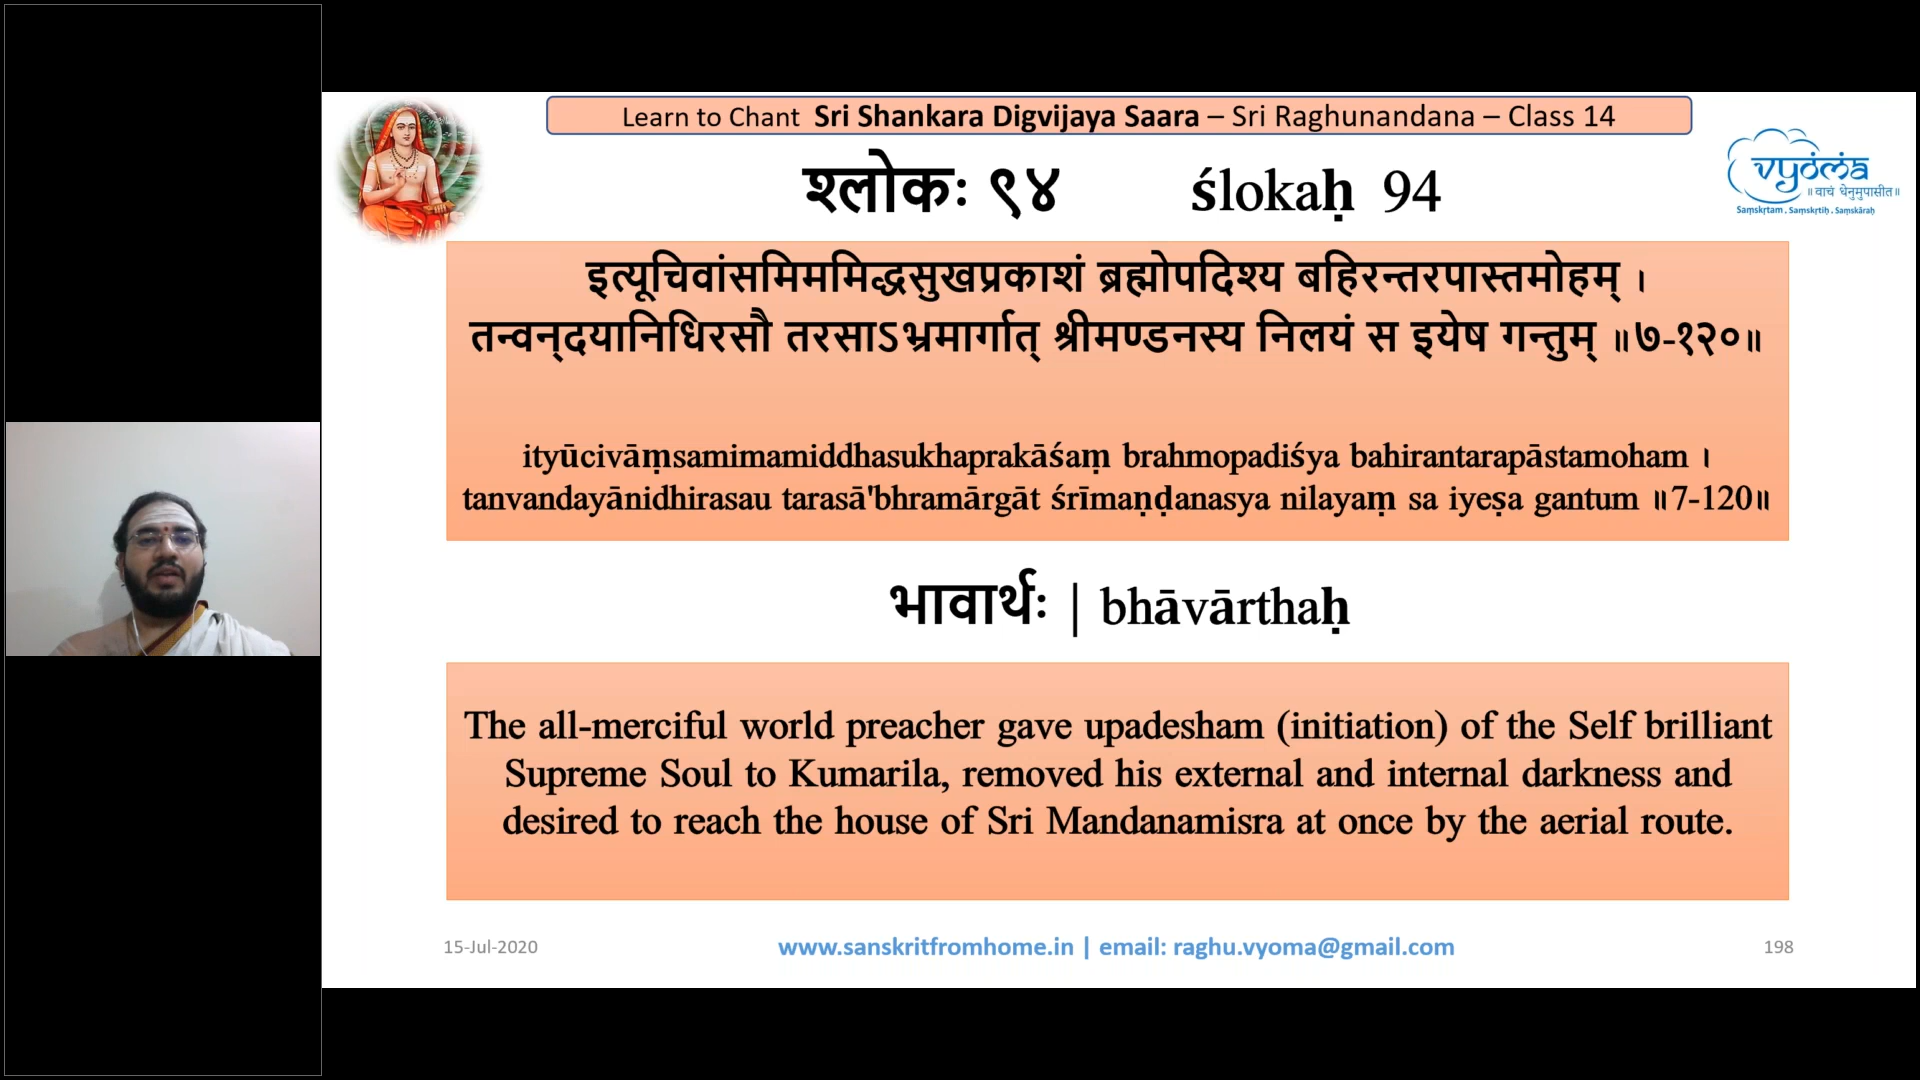 Learn to Chant Sri Shankara Digvijaya Saara – Sri Raghunandana – Class 14
vyoma
॥ वाचं धेनुमुपासीत ॥
Saṃskṛtam . Saṃskṛtiḥ . Saṃskāraḥ
श्लोकः ९४ ślokaḥ 94
इत्यूचिवांसमिममिद्धसुखप्रकाशं ब्रह्मोपदिश्य बहिरन्तरपास्तमोहम् ।
तन्वन्दयानिधिरसौ तरसाऽभ्रमार्गात् श्रीमण्डनस्य निलयं स इयेष गन्तुम् ॥७-१२०॥
ityūcivāṃsamimamiddhasukhaprakāśaṃ brahmopadiśya bahirantarapāstamoham ।
tanvandayānidhirasau tarasā'bhramārgāt śrīmaṇḍanasya nilayaṃ sa iyeṣa gantum ॥7-120॥
भावार्थः | bhāvārthaḥ
The all-merciful world preacher gave upadesham (initiation) of the Self brilliant
Supreme Soul to Kumarila, removed his external and internal darkness and
desired to reach the house of Sri Mandanamisra at once by the aerial route.
15-Jul-2020 www.sanskritfromhome.in | email: raghu.vyoma@gmail.com 198